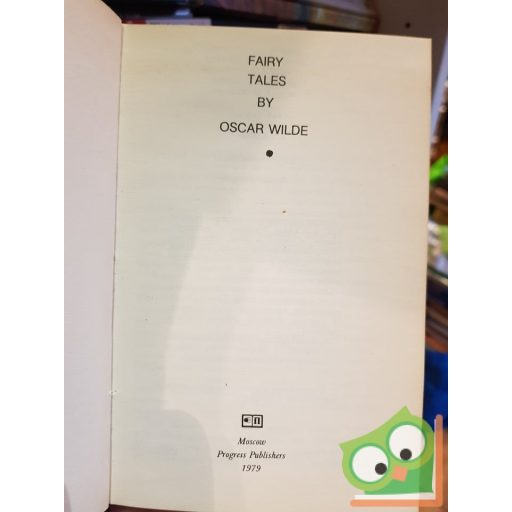 FAIRY
TALES
BY
OSCAR WILDE
Moscow
Progress Publishers
1979